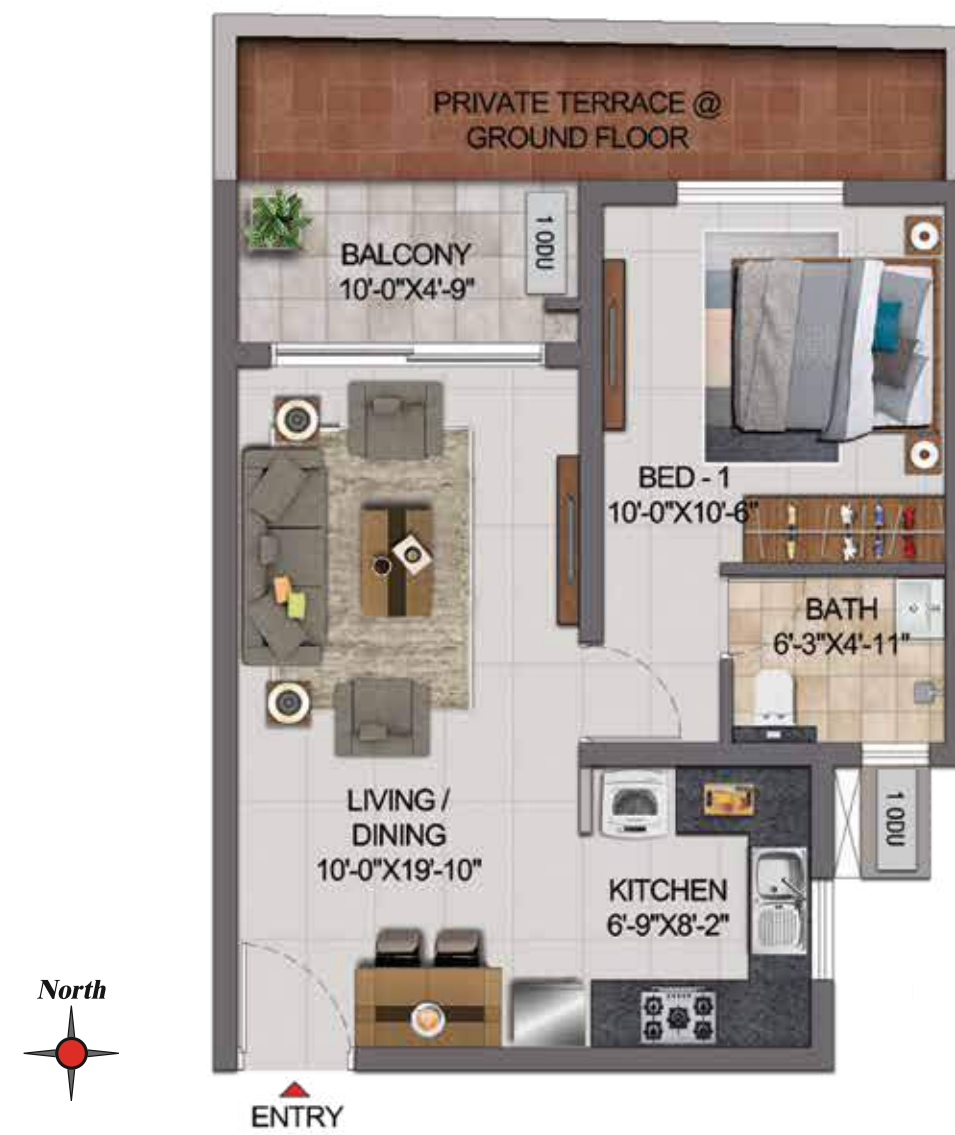 PRIVATE TERRACE @
GROUND FLOOR
BALCONY
10'-0"X4'-9"
1 ODU
BED - 1
10'-0"X10'-6"
BATH
6'-3"X4'-11"
LIVING /
DINING
10'-0"X19'-10"
1 ODU
KITCHEN
6'-9"X8'-2"
North
ENTRY